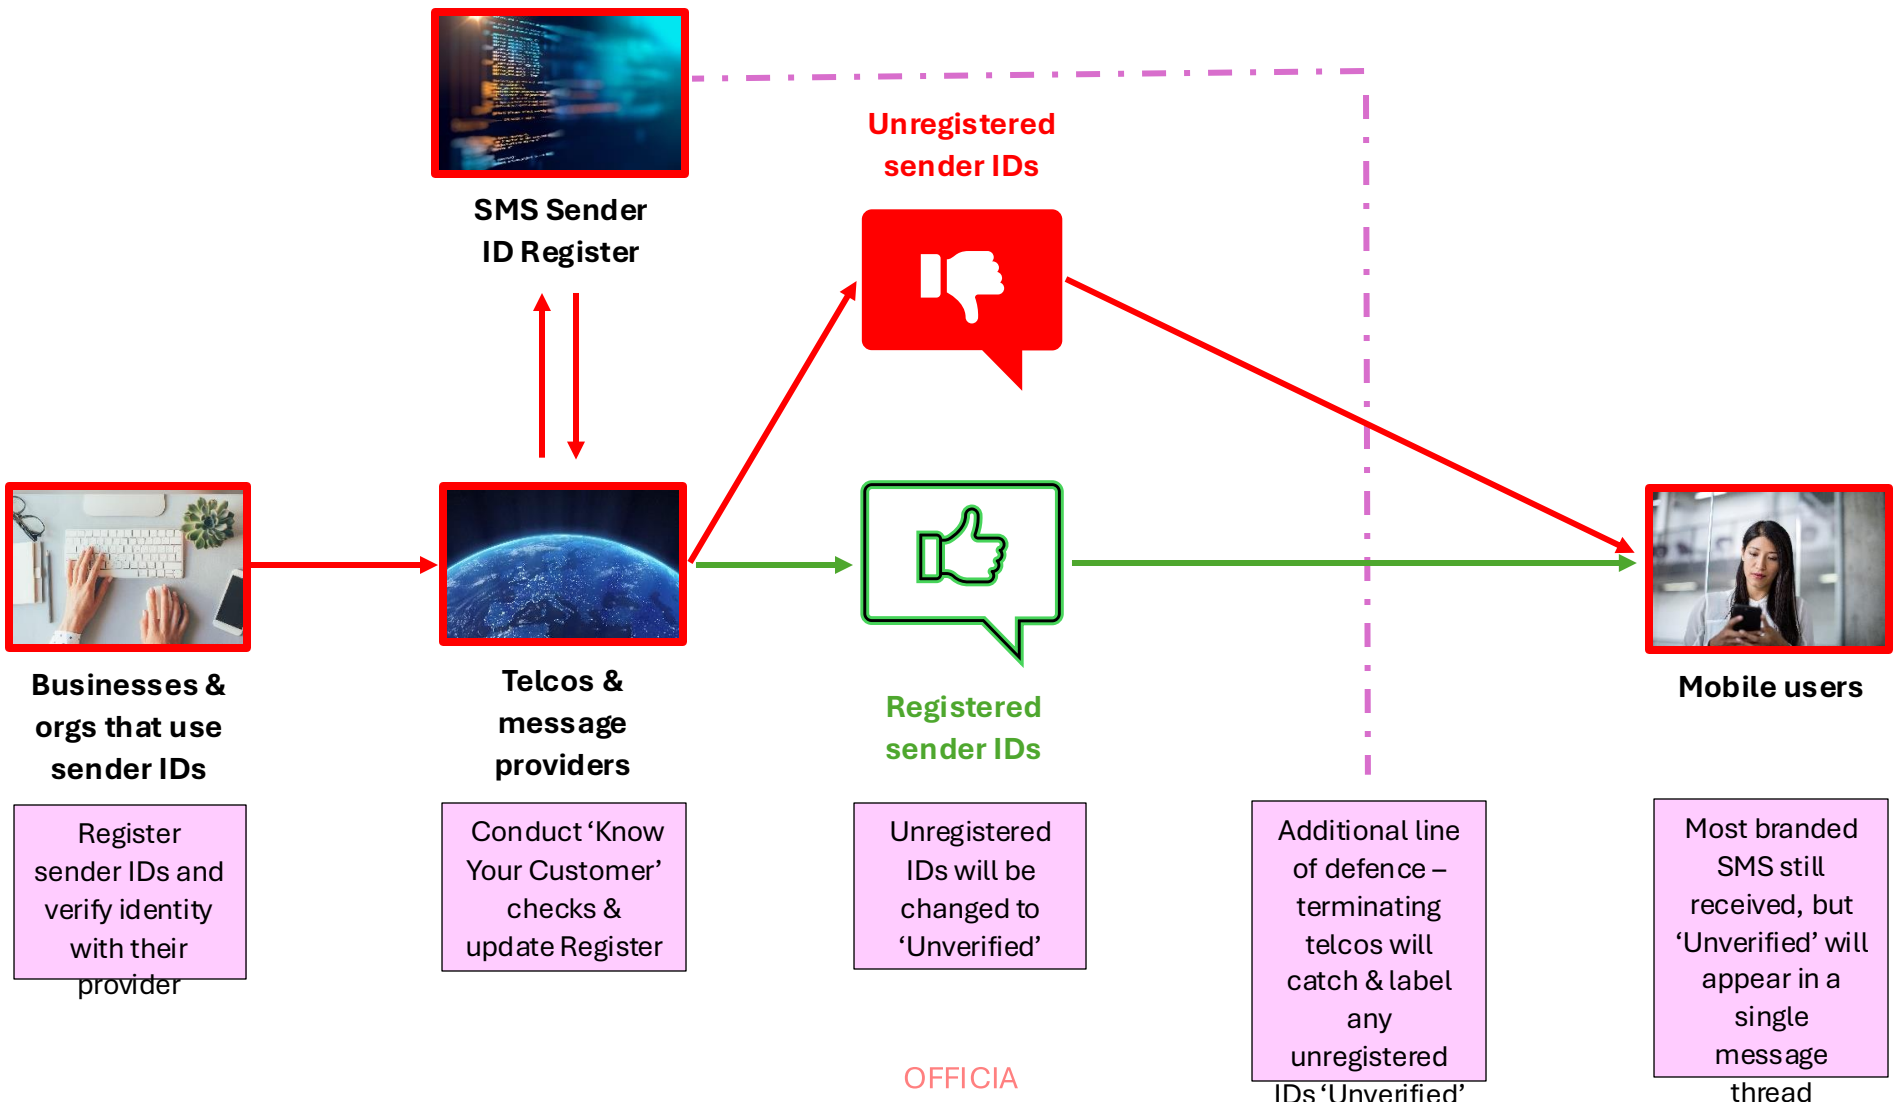 Unregistered
sender IDs
SMS Sender
ID Register
Businesses &
orgs that use
sender IDs
Telcos &
message
providers
Registered
sender IDs
Mobile users
Register
sender IDs and
verify identity
with their
provider
Conduct ‘Know
Your Customer’
checks &
update Register
Unregistered
IDs will be
changed to
‘Unverified’
Additional line
of defence –
terminating
telcos will
catch & label
any
unregistered
IDs ‘Unverified’
Most branded
SMS still
received, but
‘Unverified’ will
appear in a
single
message
thread
OFFICIA